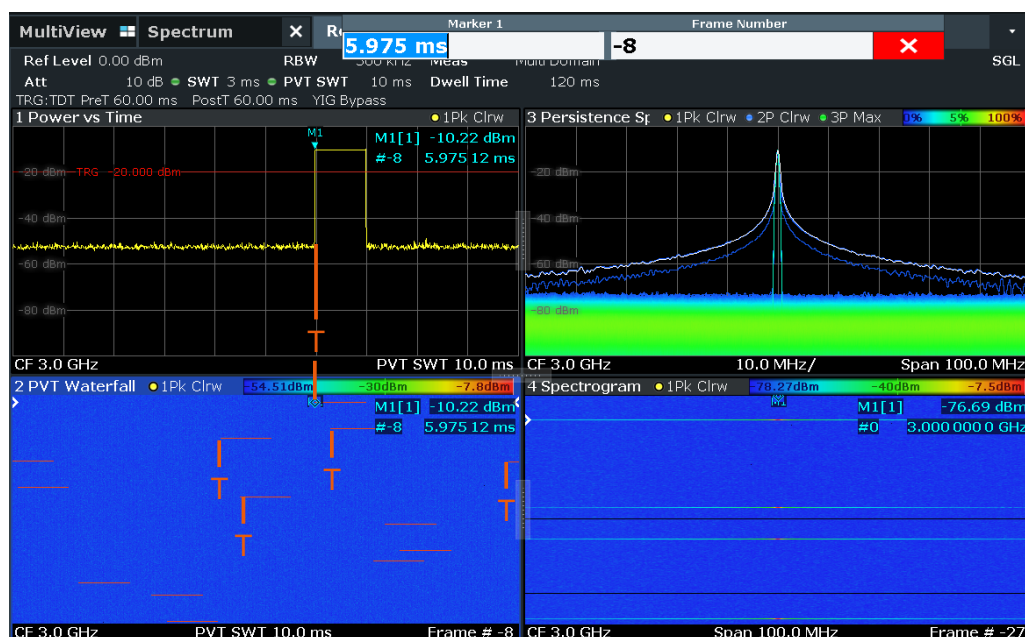 MultiView Spectrum × Marker 1 Frame Number
5.975 ms -8 ×
Ref Level 0.00 dBm RBW
SGL
Att 10 dB SWT 3 ms PVT SWT 10 ms Dwell Time 120 ms
TRG:TDT PreT 60.00 ms PostT 60.00 ms YIG Bypass
1 Power vs Time 1Pk Clrw
M1
M1[1] -10.22 dBm
#-8 5.975 12 ms
-20 dBm TRG -20.000 dBm
-40 dBm
-60 dBm
-80 dBm
T
CF 3.0 GHz PVT SWT 10.0 ms
3 Persistence 1Pk Clrw 2P Clrw 3P Max 0% 5% 100%
-20 dBm
-40 dBm
-60 dBm
-80 dBm
CF 3.0 GHz 10.0 MHz/ Span 100.0 MHz
2 PVT Waterfall 1Pk Clrw -54.51dBm -30dBm -7.8dBm
M1[1] -10.22 dBm
#-8 5.975 12 ms
T
T
T
T
CF 3.0 GHz PVT SWT 10.0 ms Frame # -8
4 Spectrogram 1Pk Clrw -78.27dBm -40dBm -7.5dBm
M1
M1[1] -76.69 dBm
#0 3.000 000 0 GHz
CF 3.0 GHz Span 100.0 MHz Frame # -27